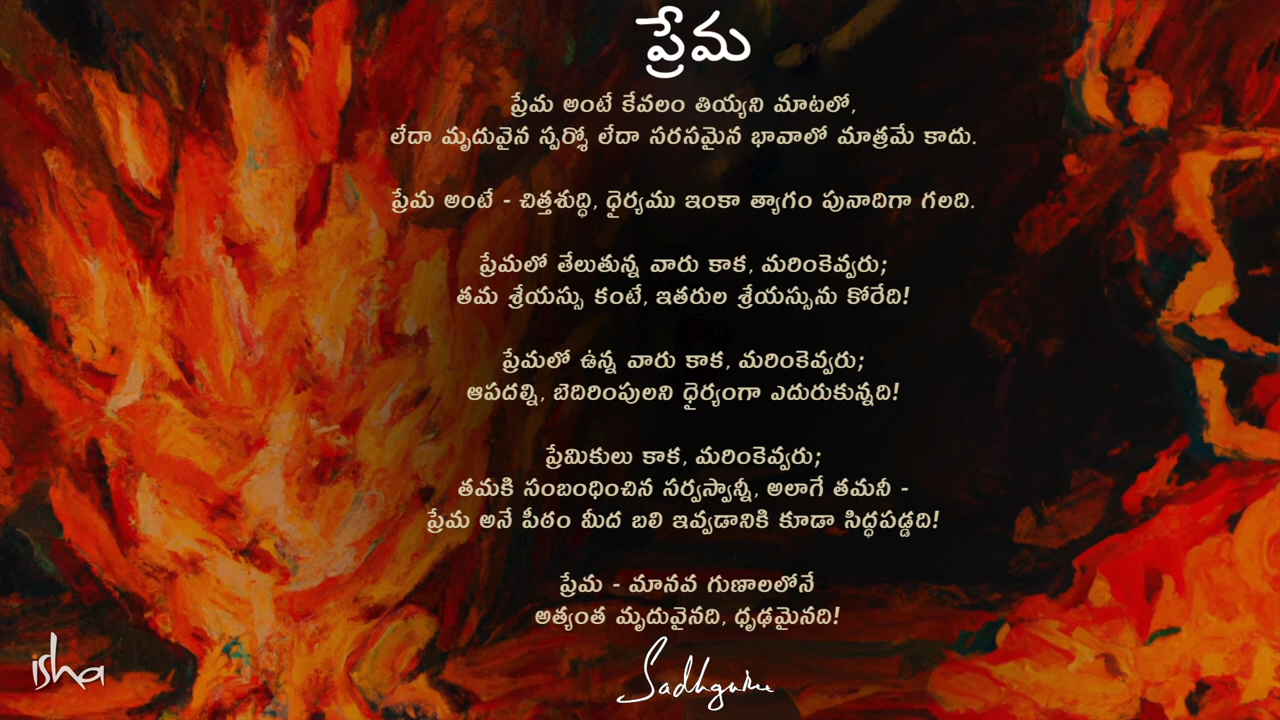 ప్రేమ
ప్రేమ అంటే కేవలం తియ్యని మాటలో,
లేదా మృదువైన స్పర్శో లేదా సరసమైన భావాలో మాత్రమే కాదు.
ప్రేమ అంటే - చిత్తశుద్ధి, ధైర్యము ఇంకా త్యాగం పునాదిగా గలది.
ప్రేమలో తేలుతున్న వారు కాక, మరింకెవ్వరు;
తమ శ్రేయస్సు కంటే, ఇతరుల శ్రేయస్సును కోరేది!
ప్రేమలో ఉన్న వారు కాక, మరింకెవ్వరు;
ఆపదల్ని, బెదిరింపులని ధైర్యంగా ఎదురుకున్నది!
ప్రేమికులు కాక, మరింకెవ్వరు;
తమకి సంబంధించిన సర్వస్వాన్నీ, అలాగే తమనీ -
ప్రేమ అనే పీఠం మీద బలి ఇవ్వడానికి కూడా సిద్ధపడ్డది!
ప్రేమ - మానవ గుణాలలోనే
అత్యంత మృదువైనది, ధృఢమైనది!
isha
Sadhguru